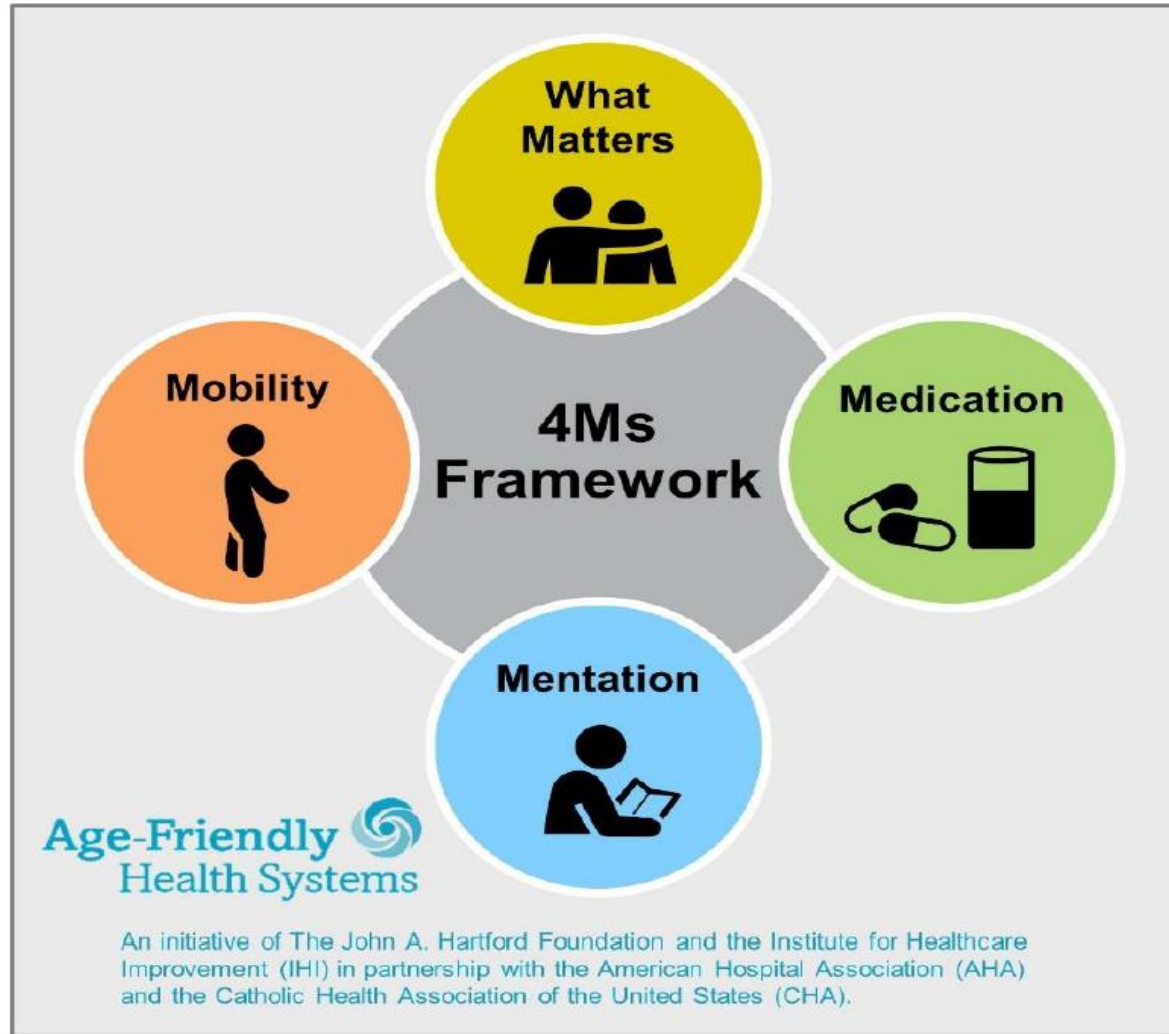 What
Matters
Mobility
4Ms
Framework
Medication
Mentation
Age-Friendly
Health Systems
An initiative of The John A. Hartford Foundation and the Institute for Healthcare
Improvement (IHI) in partnership with the American Hospital Association (AHA)
and the Catholic Health Association of the United States (CHA).